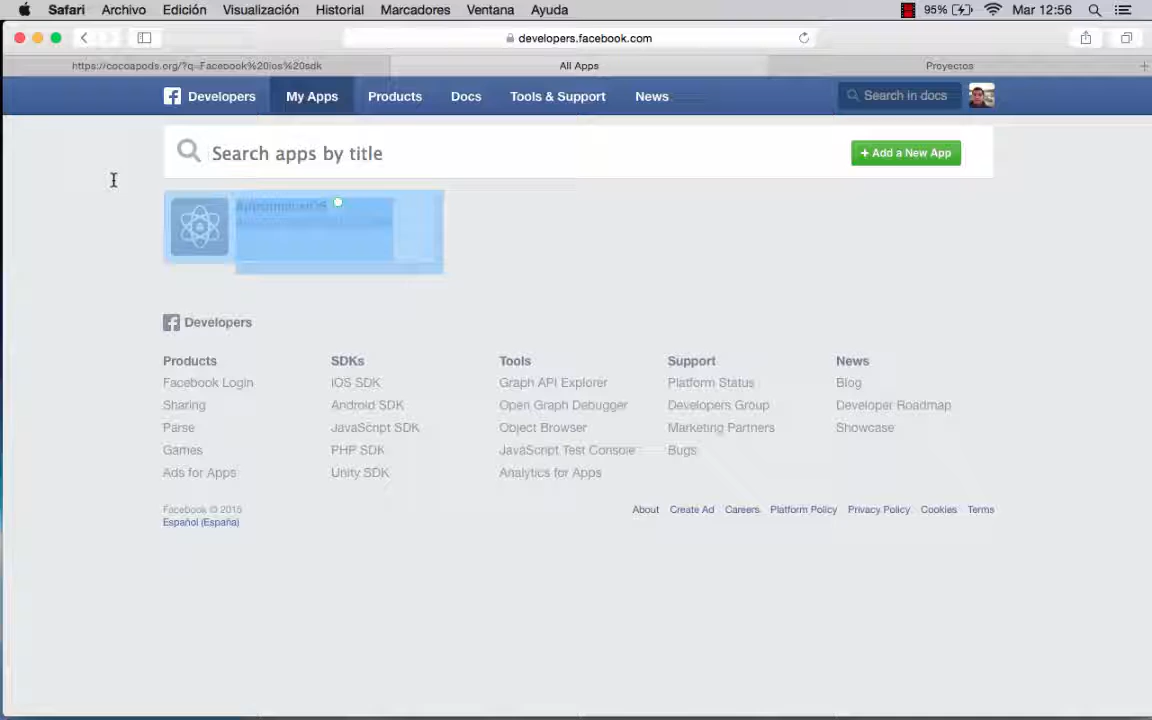 Safari Archivo Edición Visualización Historial Marcadores Ventana Ayuda 95% Mar 12:56
developers.facebook.com
https://cocoapods.org/?q=Facebook%20ios%20sdk All Apps Proyectos
Developers My Apps Products Docs Tools & Support News Search in docs
Search apps by title + Add a New App
Developers
Products SDKs Tools Support News
Facebook Login iOS SDK Graph API Explorer Platform Status Blog
Sharing Android SDK Open Graph Debugger Developers Group Developer Roadmap
Parse JavaScript SDK Object Browser Marketing Partners Showcase
Games PHP SDK JavaScript Test Console Bugs
Ads for Apps Unity SDK Analytics for Apps
Facebook © 2015 About Create Ad Careers Platform Policy Privacy Policy Cookies Terms
Español (España)